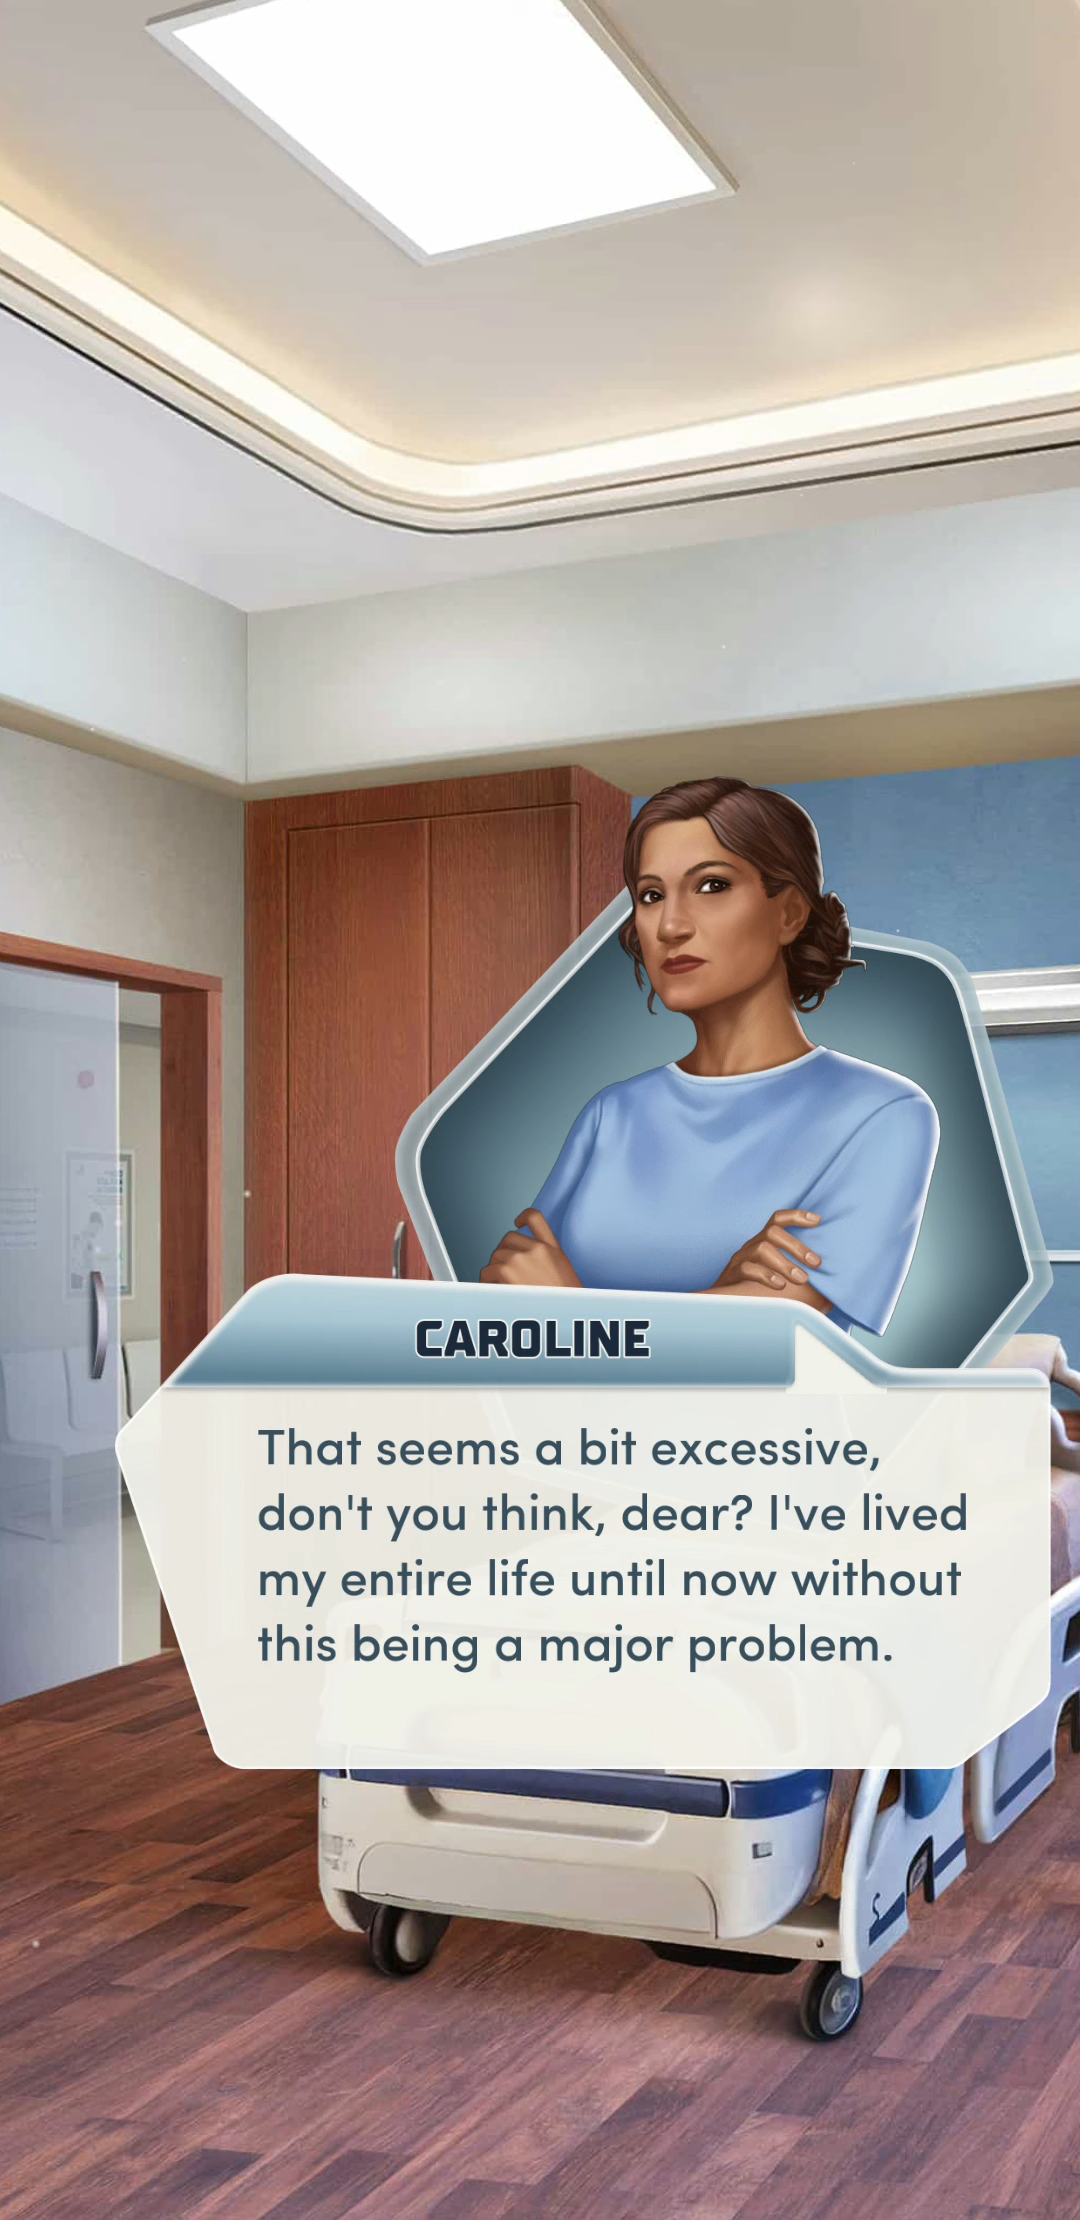 CAROLINE
That seems a bit excessive,
don't you think, dear? I've lived
my entire life until now without
this being a major problem.